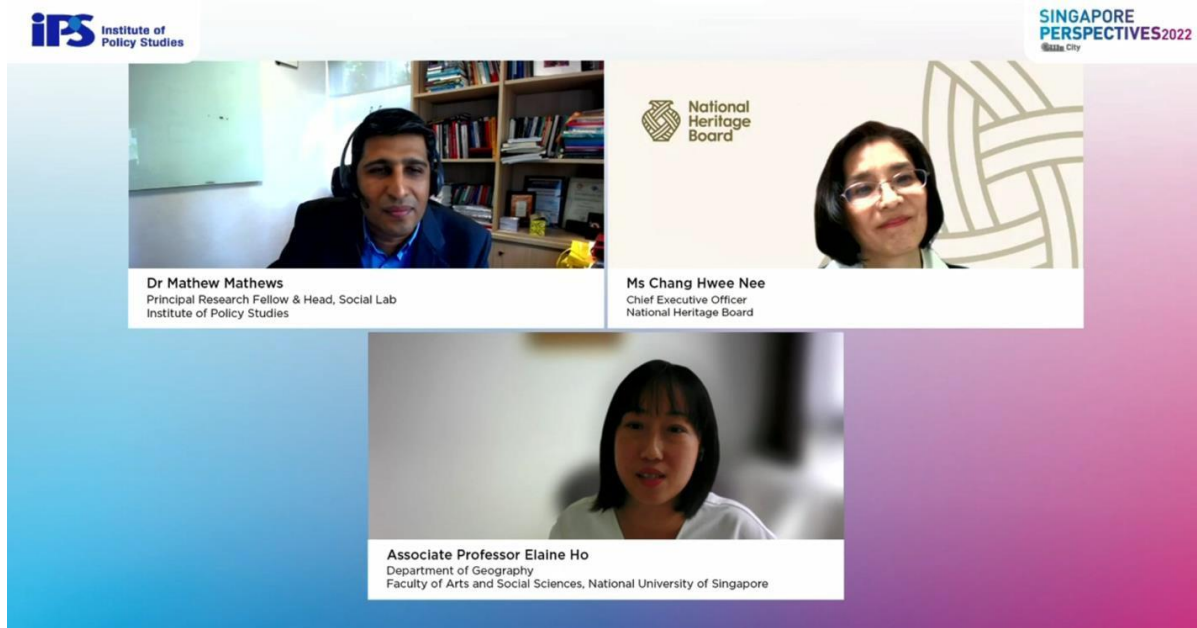 iPS Institute of
Policy Studies
SINGAPORE
PERSPECTIVES2022
City
National
Heritage
Board
Dr Mathew Mathews
Principal Research Fellow & Head, Social Lab
Institute of Policy Studies
Ms Chang Hwee Nee
Chief Executive Officer
National Heritage Board
Associate Professor Elaine Ho
Department of Geography
Faculty of Arts and Social Sciences, National University of Singapore